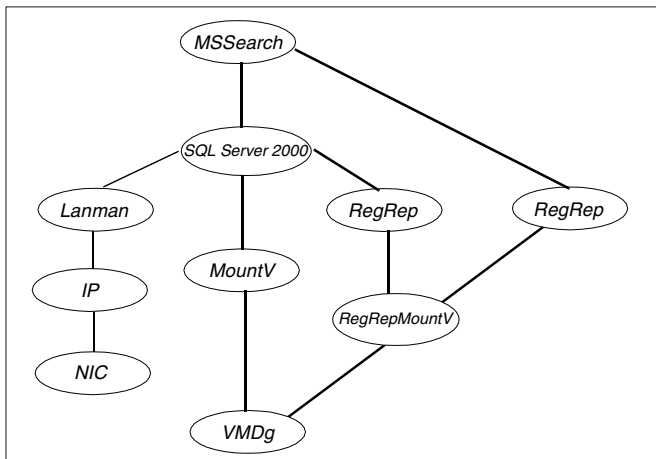 MSSearch
SQL Server 2000
Lanman
RegRep
RegRep
MountV
IP
RegRepMountV
NIC
VMDg